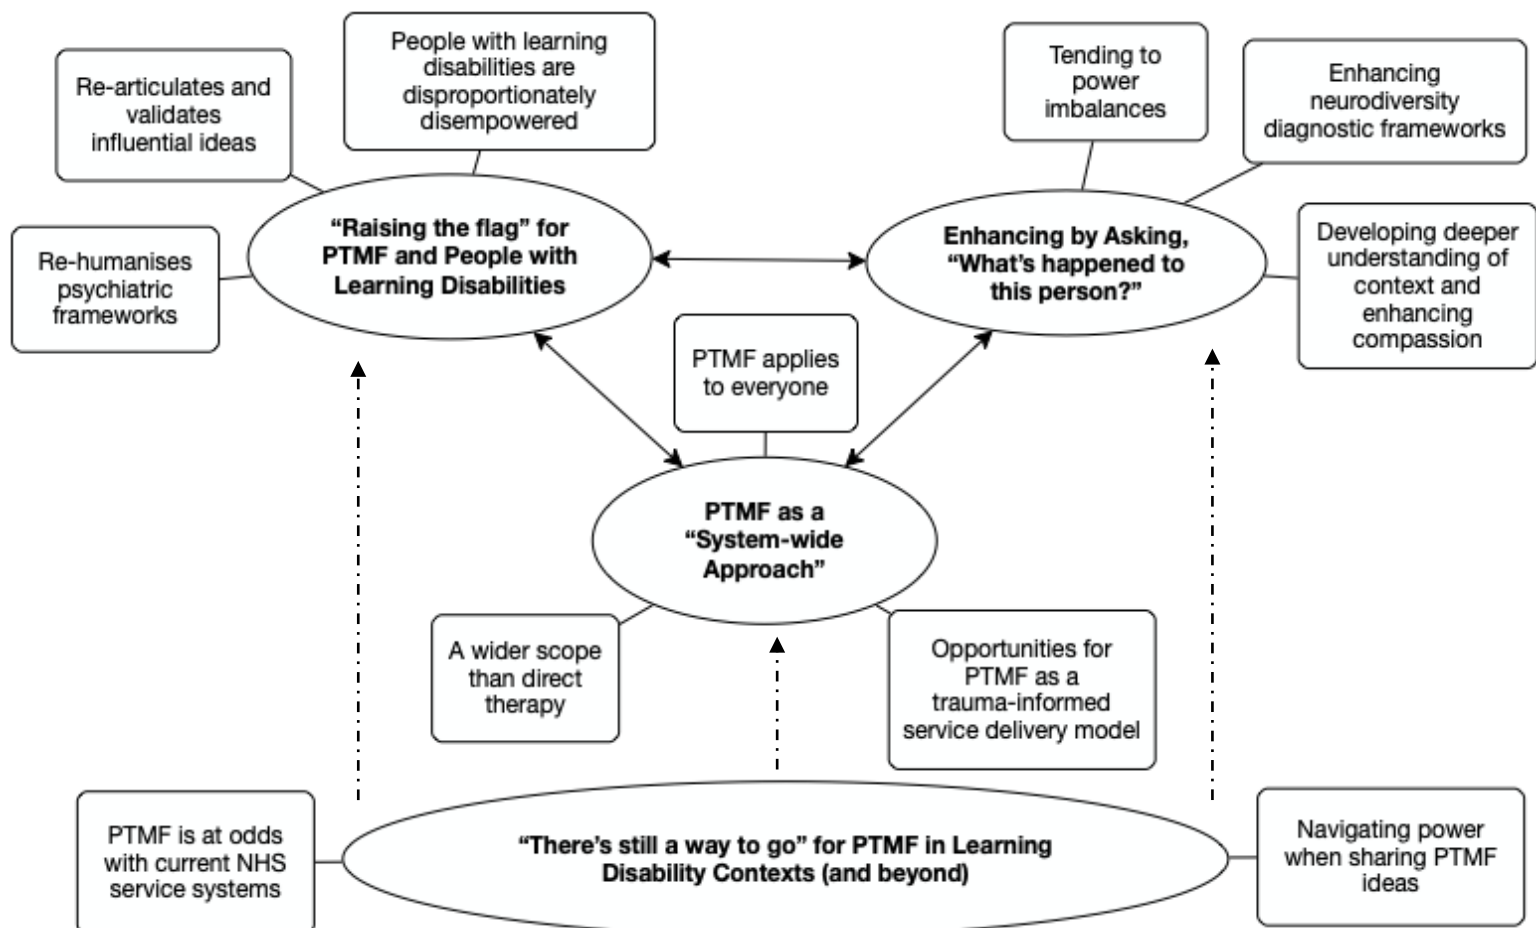 People with learning
disabilities are
disproportionately
disempowered
Re-articulates and
validates
influential ideas
Re-humanises
psychiatric
frameworks
“Raising the flag” for
PTMF and People with
Learning Disabilities
Tending to
power
imbalances
Enhancing
neurodiversity
diagnostic frameworks
Enhancing by Asking,
“What’s happened to
this person?”
Developing deeper
understanding of
context and
enhancing
compassion
PTMF applies
to everyone
PTMF as a
“System-wide
Approach”
A wider scope
than direct
therapy
Opportunities for
PTMF as a
trauma-informed
service delivery model
PTMF is at odds
with current NHS
service systems
“There’s still a way to go” for PTMF in Learning
Disability Contexts (and beyond)
Navigating power
when sharing PTMF
ideas